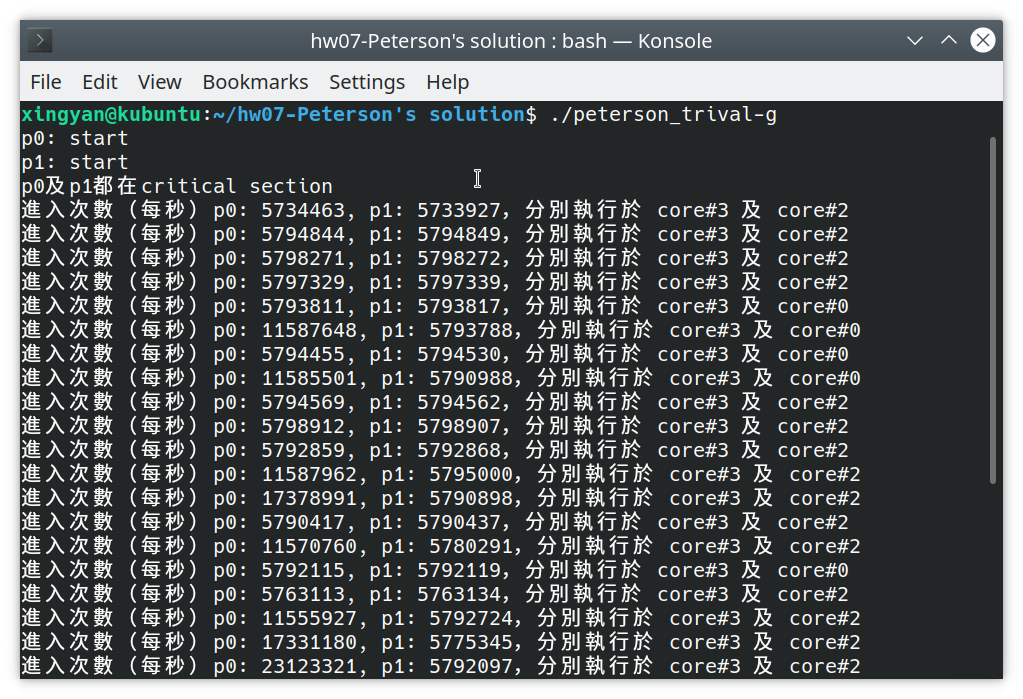 hw07-Peterson's solution : bash — Konsole
File Edit View Bookmarks Settings Help
xingyan@kubuntu:~/hw07-Peterson's solution$ ./peterson_trival-g
p0: start
p1: start
p0及p1都在critical section
進入次數（每秒）p0: 5734463, p1: 5733927, 分別執行於 core#3 及 core#2
進入次數（每秒）p0: 5794844, p1: 5794849, 分別執行於 core#3 及 core#2
進入次數（每秒）p0: 5798271, p1: 5798272, 分別執行於 core#3 及 core#2
進入次數（每秒）p0: 5797329, p1: 5797339, 分別執行於 core#3 及 core#2
進入次數（每秒）p0: 5793811, p1: 5793817, 分別執行於 core#3 及 core#0
進入次數（每秒）p0: 11587648, p1: 5793788, 分別執行於 core#3 及 core#0
進入次數（每秒）p0: 5794455, p1: 5794530, 分別執行於 core#3 及 core#0
進入次數（每秒）p0: 11585501, p1: 5790988, 分別執行於 core#3 及 core#0
進入次數（每秒）p0: 5794569, p1: 5794562, 分別執行於 core#3 及 core#2
進入次數（每秒）p0: 5798912, p1: 5798907, 分別執行於 core#3 及 core#2
進入次數（每秒）p0: 5792859, p1: 5792868, 分別執行於 core#3 及 core#2
進入次數（每秒）p0: 11587962, p1: 5795000, 分別執行於 core#3 及 core#2
進入次數（每秒）p0: 17378991, p1: 5790898, 分別執行於 core#3 及 core#2
進入次數（每秒）p0: 5790417, p1: 5790437, 分別執行於 core#3 及 core#2
進入次數（每秒）p0: 11570760, p1: 5780291, 分別執行於 core#3 及 core#2
進入次數（每秒）p0: 5792115, p1: 5792119, 分別執行於 core#3 及 core#0
進入次數（每秒）p0: 5763113, p1: 5763134, 分別執行於 core#3 及 core#2
進入次數（每秒）p0: 11555927, p1: 5792724, 分別執行於 core#3 及 core#2
進入次數（每秒）p0: 17331180, p1: 5775345, 分別執行於 core#3 及 core#2
進入次數（每秒）p0: 23123321, p1: 5792097, 分別執行於 core#3 及 core#2